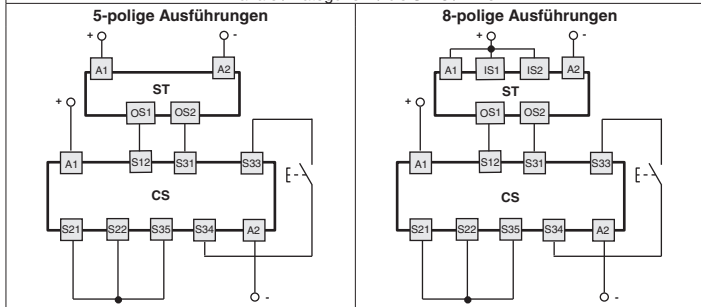 5-polige Ausführungen
+ -
A1 A2
ST
OS1 OS2
+
A1 S12 S31 S33
CS
S21 S22 S35 S34 A2
-
8-polige Ausführungen
+ -
A1 IS1 IS2 A2
ST
OS1 OS2
+
A1 S12 S31 S33
CS
S21 S22 S35 S34 A2
-